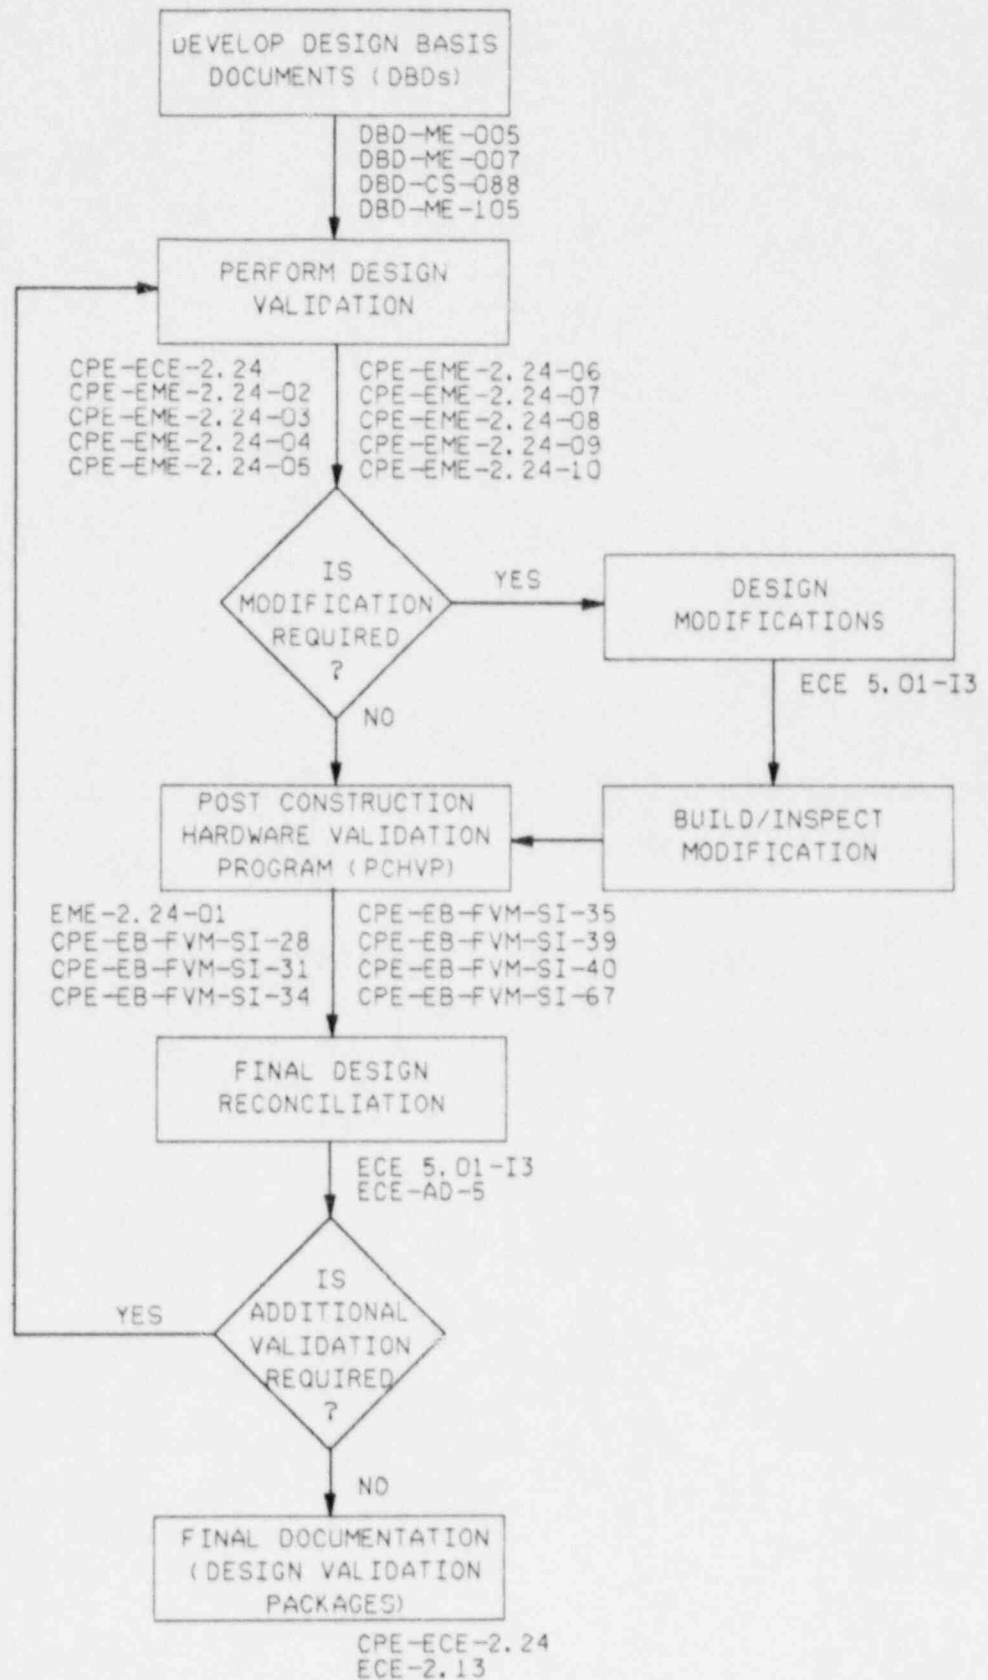 DEVELOP DESIGN BASIS
DOCUMENTS (DBDs)
DBD-ME-005
DBD-ME-007
DBD-CS-088
DBD-ME-105
PERFORM DESIGN
VALIDATION
CPE-ECE-2.24
CPE-EME-2.24-02
CPE-EME-2.24-03
CPE-EME-2.24-04
CPE-EME-2.24-05
CPE-EME-2.24-06
CPE-EME-2.24-07
CPE-EME-2.24-08
CPE-EME-2.24-09
CPE-EME-2.24-10
IS
MODIFICATION
REQUIRED
?
YES
DESIGN
MODIFICATIONS
ECE 5.01-I3
NO
POST CONSTRUCTION
HARDWARE VALIDATION
PROGRAM (PCHVP)
BUILD/INSPECT
MODIFICATION
EME-2.24-01
CPE-EB-FVM-SI-28
CPE-EB-FVM-SI-31
CPE-EB-FVM-SI-34
CPE-EB-FVM-SI-35
CPE-EB-FVM-SI-39
CPE-EB-FVM-SI-40
CPE-EB-FVM-SI-67
FINAL DESIGN
RECONCILIATION
ECE 5.01-I3
ECE-AD-5
IS
ADDITIONAL
VALIDATION
REQUIRED
?
YES
NO
FINAL DOCUMENTATION
(DESIGN VALIDATION
PACKAGES)
CPE-ECE-2.24
ECE-2.13